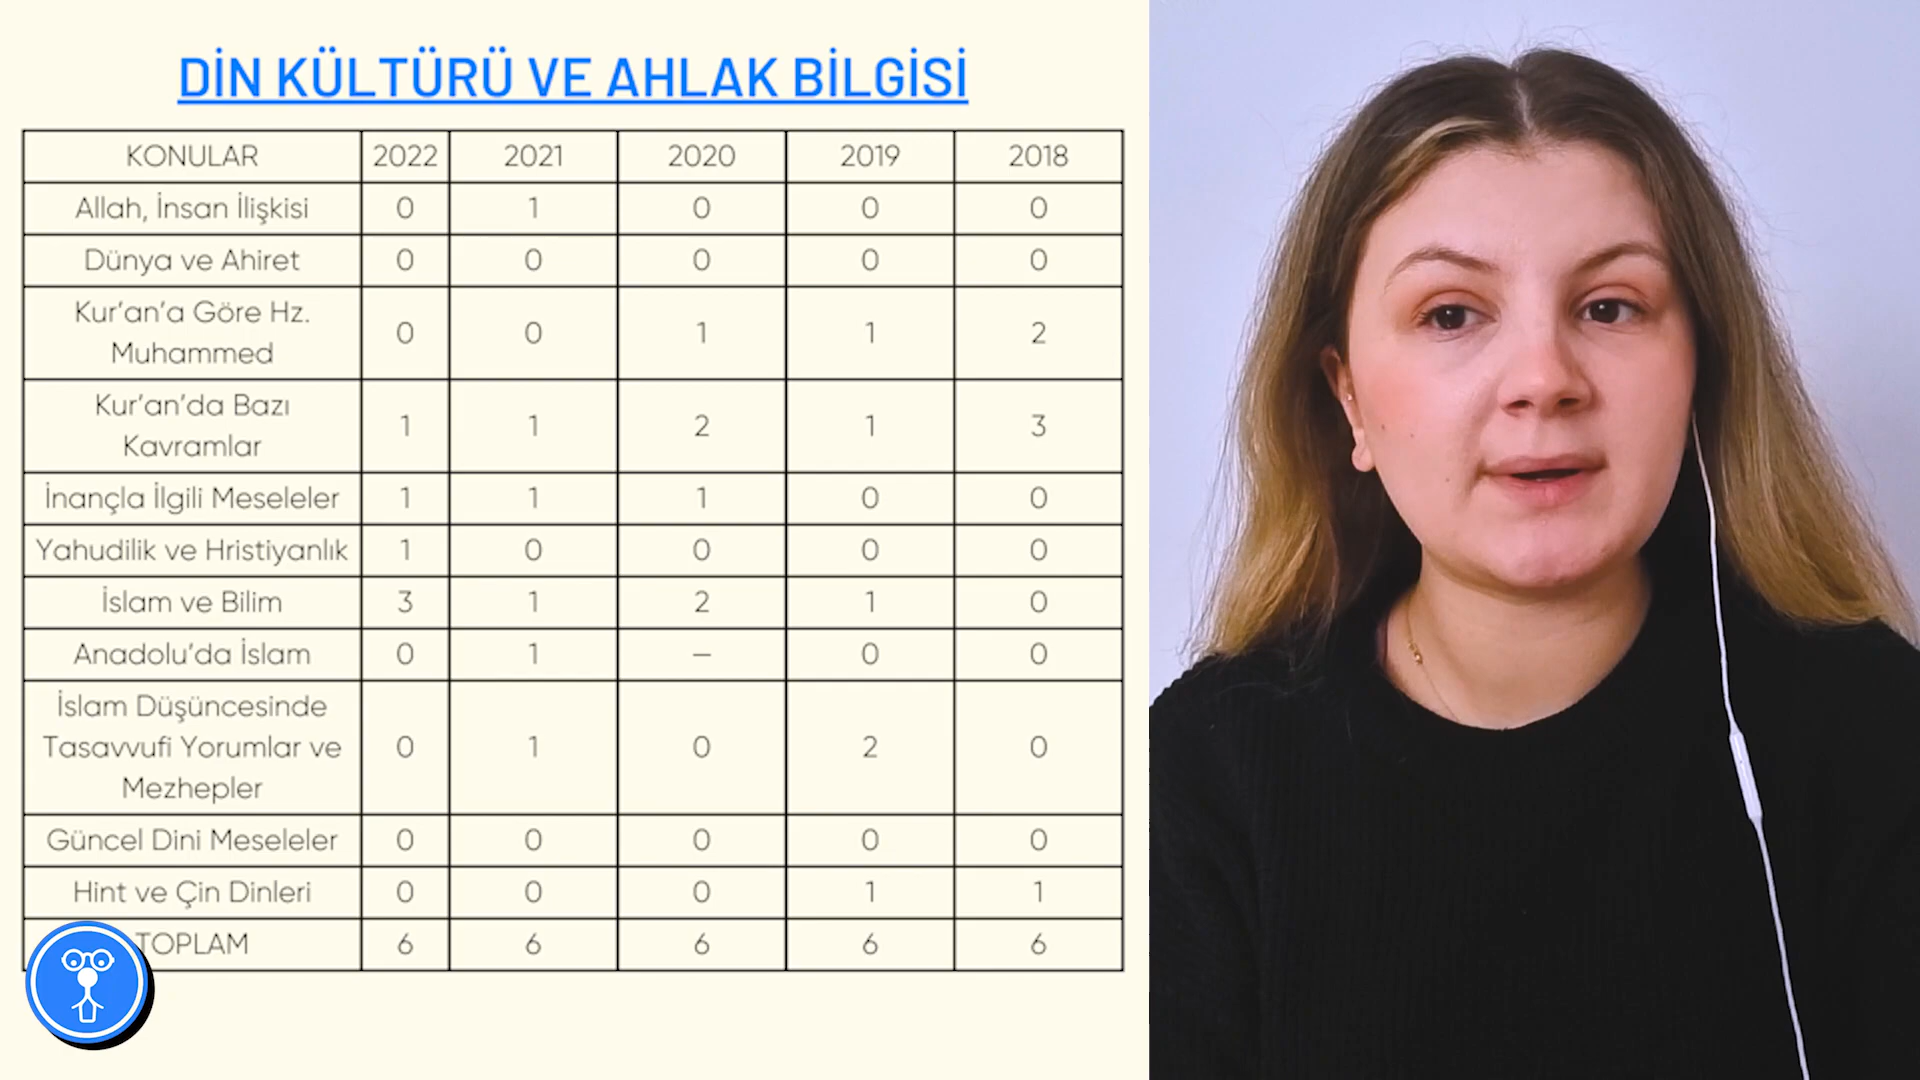 DİN KÜLTÜRÜ VE AHLAK BİLGİSİ
KONULAR 2022 2021 2020 2019 2018
Allah, İnsan İlişkisi 0 1 0 0 0
Dünya ve Ahiret 0 0 0 0 0
Kur'an'a Göre Hz.
Muhammed 0 0 1 1 2
Kur'an'da Bazı
Kavramlar 1 1 2 1 3
İnançla İlgili Meseleler 1 1 1 0 0
Yahudilik ve Hristiyanlık 1 0 0 0 0
İslam ve Bilim 3 1 2 1 0
Anadolu'da İslam 0 1 – 0 0
İslam Düşüncesinde
Tasavvufi Yorumlar ve 0 1 0 2 0
Mezhepler
Güncel Dini Meseleler 0 0 0 0 0
Hint ve Çin Dinleri 0 0 0 1 1
TOPLAM 6 6 6 6 6